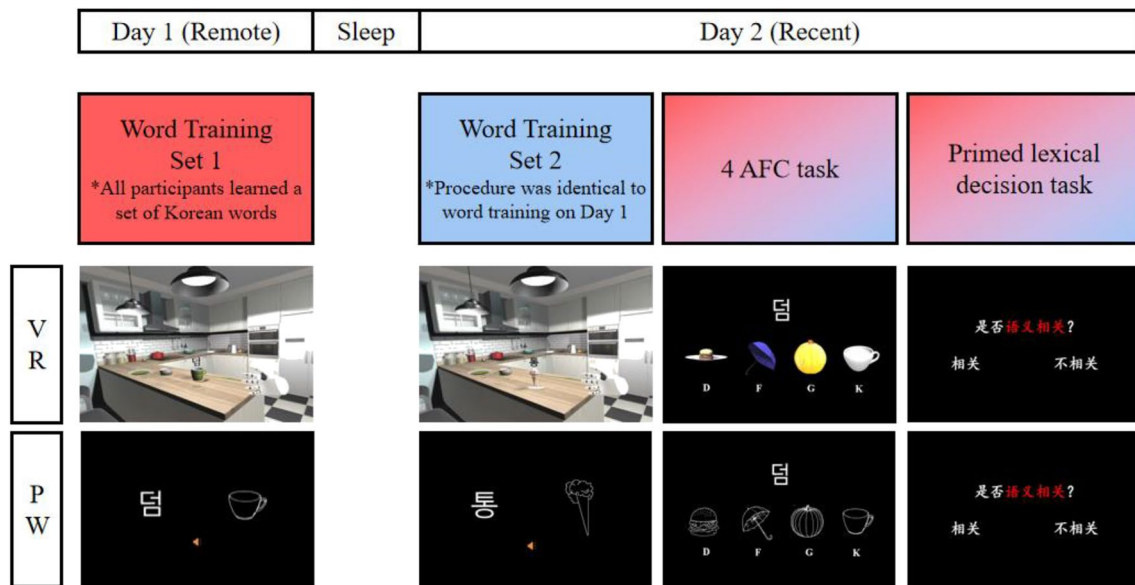 Day 1 (Remote)
Sleep
Day 2 (Recent)
Word Training
Set 1
*All participants learned a
set of Korean words
Word Training
Set 2
*Procedure was identical to
word training on Day 1
4 AFC task
Primed lexical
decision task
V
R
덤
D F G K
是否语义相关?
相关 不相关
P
W
덤
통
덤
D F G K
是否语义相关?
相关 不相关